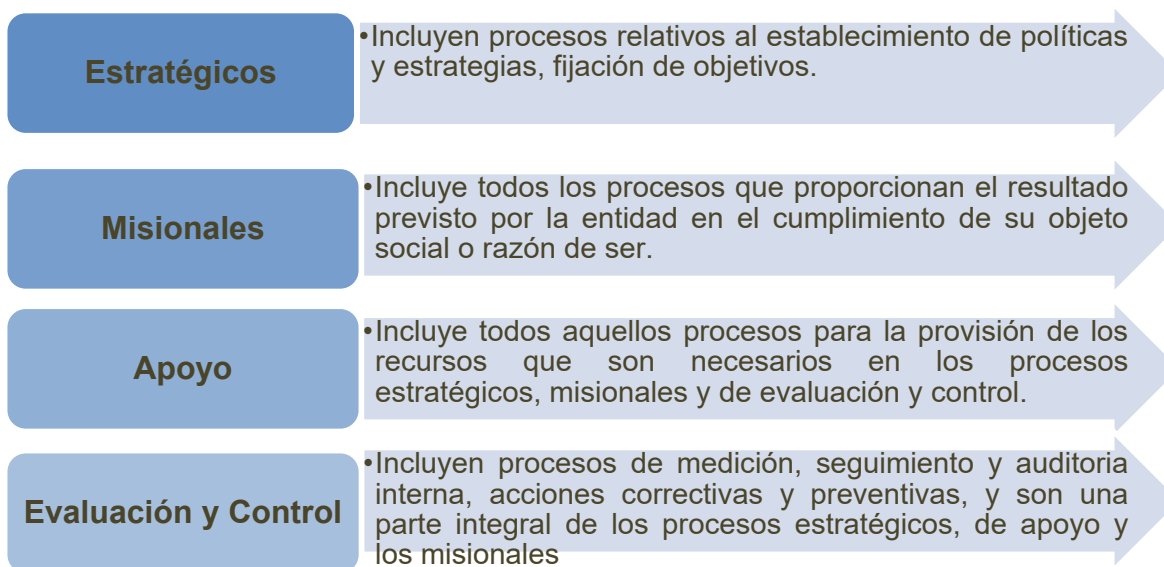 Estratégicos
•Incluyen procesos relativos al establecimiento de políticas
y estrategias, fijación de objetivos.
Misionales
•Incluye todos los procesos que proporcionan el resultado
previsto por la entidad en el cumplimiento de su objeto
social o razón de ser.
Apoyo
•Incluye todos aquellos procesos para la provisión de los
recursos que son necesarios en los procesos
estratégicos, misionales y de evaluación y control.
Evaluación y Control
•Incluyen procesos de medición, seguimiento y auditoria
interna, acciones correctivas y preventivas, y son una
parte integral de los procesos estratégicos, de apoyo y
los misionales